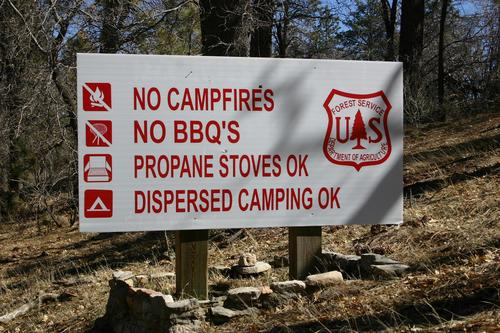 NO CAMPFIRES
NO BBQ'S
PROPANE STOVES OK
DISPERSED CAMPING OK
FOREST SERVICE
U S
DEPARTMENT OF AGRICULTURE